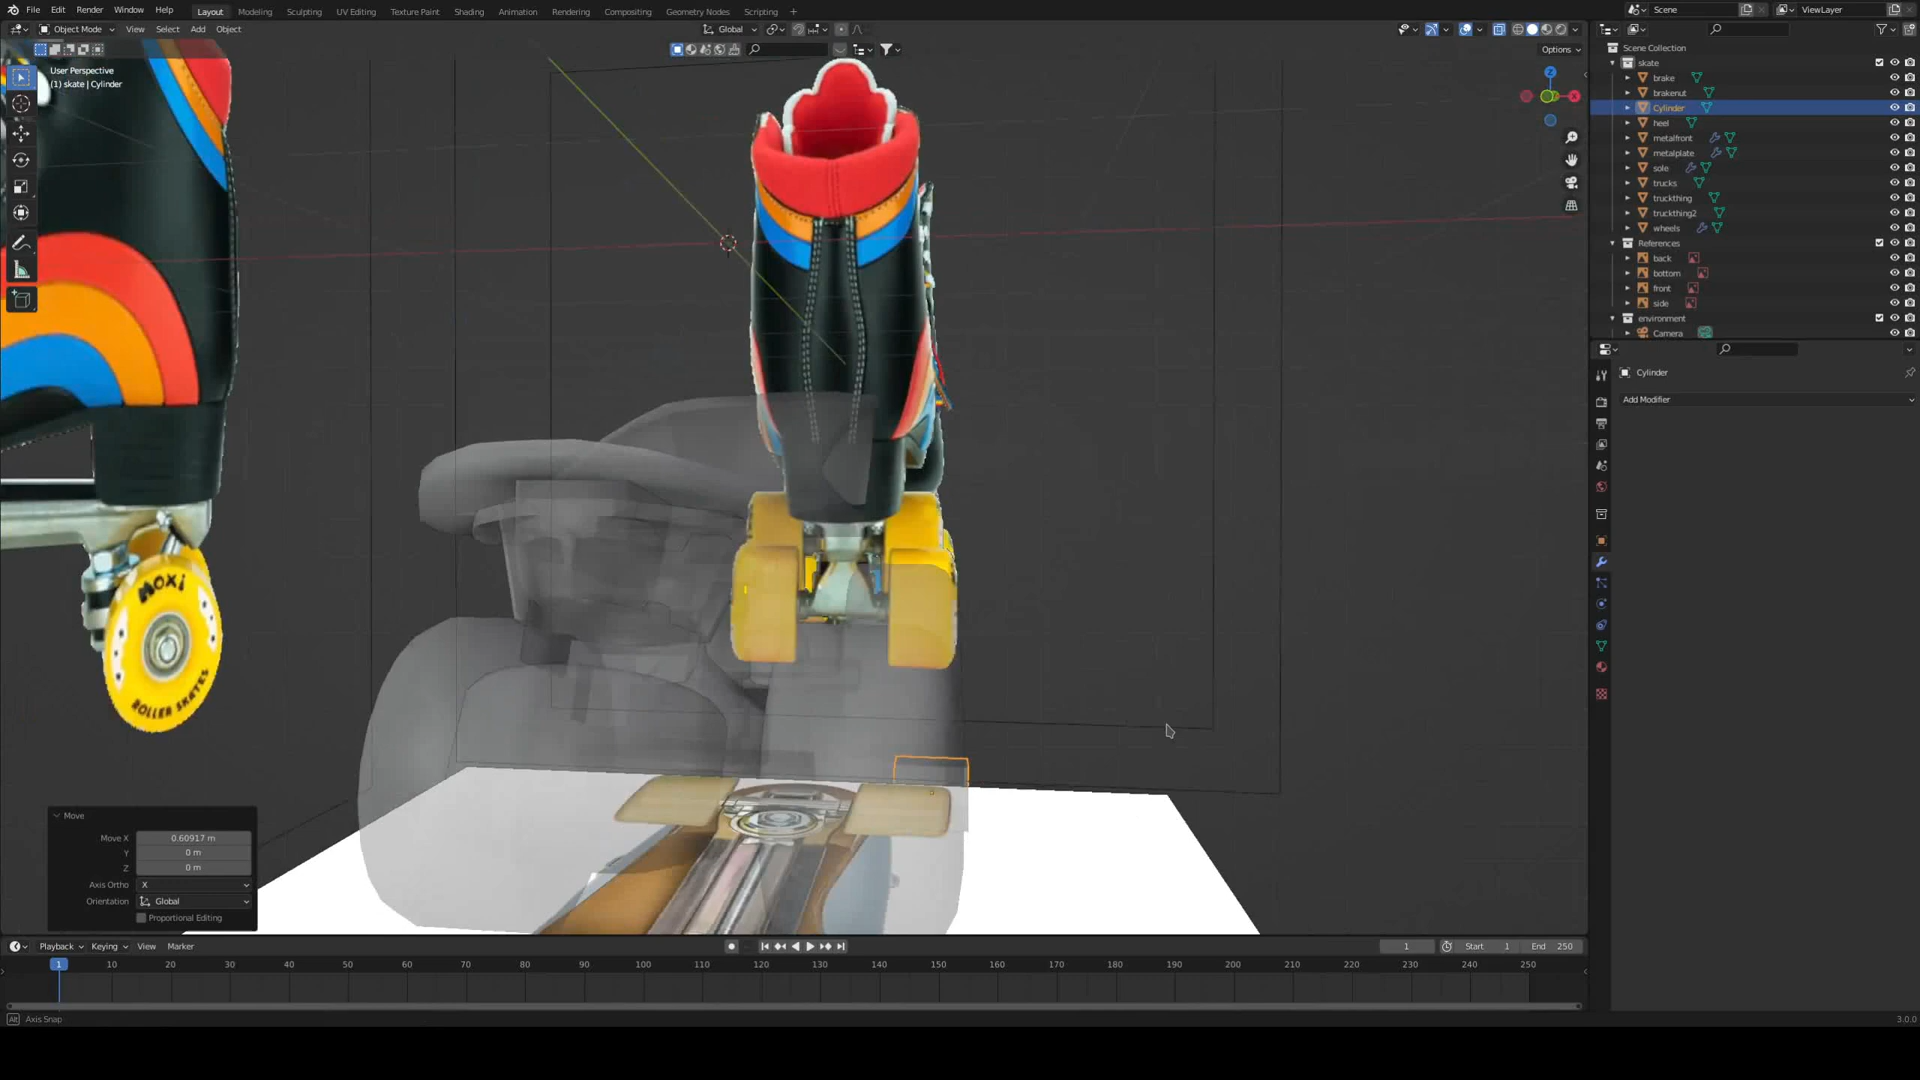 File Edit Render Window Help
Layout Modeling Sculpting UV Editing Texture Paint Shading Animation Rendering Compositing Geometry Nodes Scripting +
Scene
ViewLayer
Object Mode View Select Add Object
Global
Options
User Perspective
(1) skate | Cylinder
Z
Scene Collection
skate
brake
brakenut
Cylinder
heel
metalfront
metalplate
sole
trucks
truckthing
truckthing2
wheels
References
back
bottom
front
side
environment
Camera
Cylinder
Add Modifier
MOXI
ROLLER SKATES
Move
Move X 0.60917 m
Y 0 m
Z 0 m
Axis Ortho X
Orientation Global
Proportional Editing
Playback Keying View Marker
1
Start 1
End 250
1 10 20 30 40 50 60 70 80 90 100 110 120 130 140 150 160 170 180 190 200 210 220 230 240 250
Alt Axis Snap
3.0.0